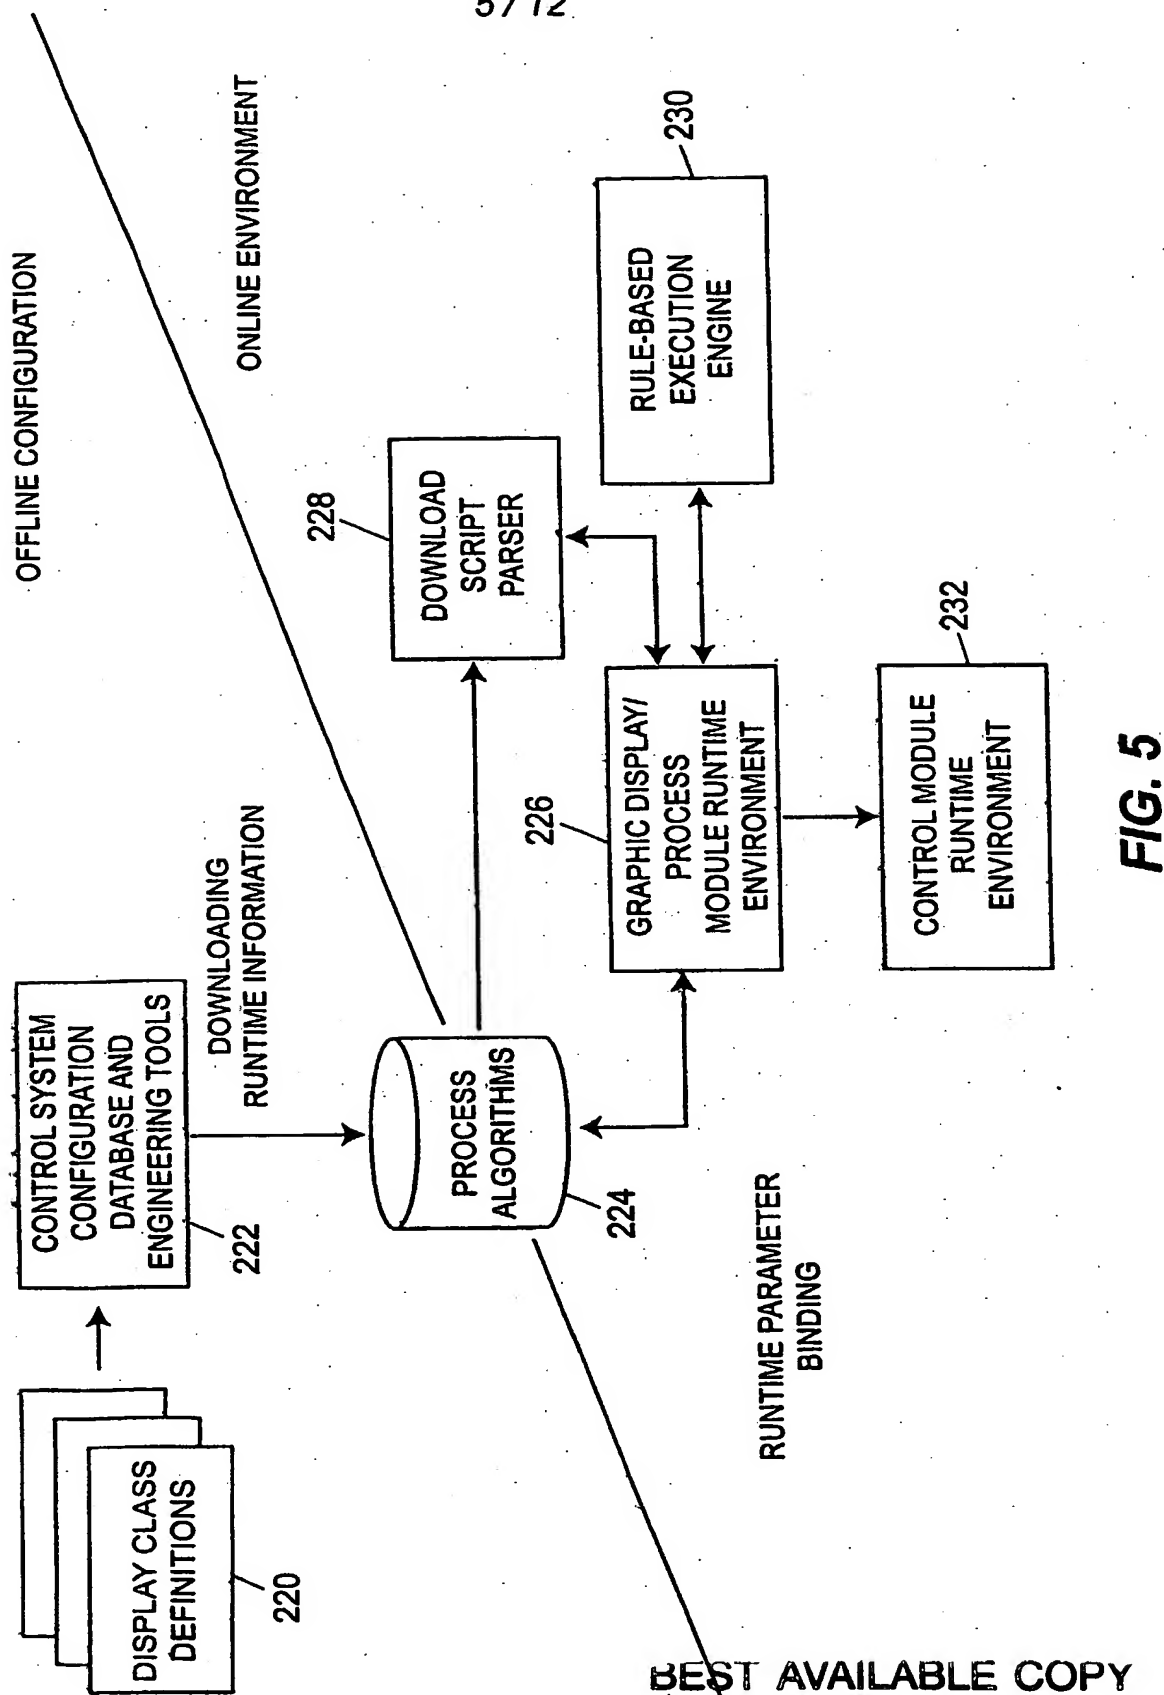 5/12
OFFLINE CONFIGURATION
ONLINE ENVIRONMENT
DISPLAY CLASS
DEFINITIONS
220
CONTROL SYSTEM
CONFIGURATION
DATABASE AND
ENGINEERING TOOLS
222
DOWNLOADING
RUNTIME INFORMATION
PROCESS
ALGORITHMS
224
DOWNLOAD
SCRIPT
PARSER
228
RULE-BASED
EXECUTION
ENGINE
230
GRAPHIC DISPLAY/
PROCESS
MODULE RUNTIME
ENVIRONMENT
226
RUNTIME PARAMETER
BINDING
CONTROL MODULE
RUNTIME
ENVIRONMENT
232
FIG. 5
BEST AVAILABLE COPY